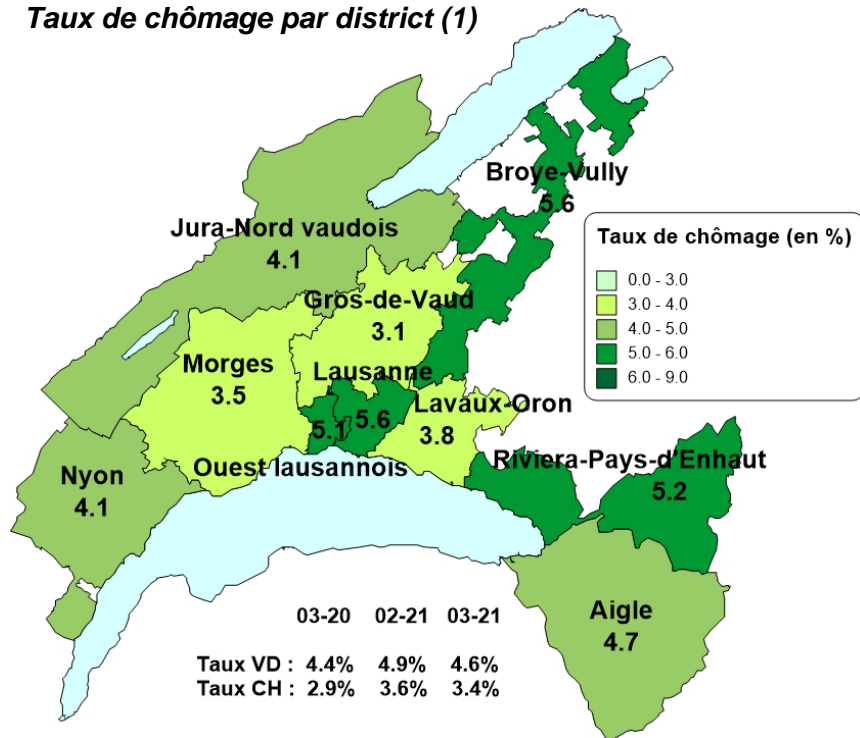 Taux de chômage par district (1)
Broye-Vully
5.6
Jura-Nord vaudois
4.1
Taux de chômage (en %)
0.0 - 3.0
3.0 - 4.0
4.0 - 5.0
5.0 - 6.0
6.0 - 9.0
Gros-de-Vaud
3.1
Morges
3.5
Lausanne
5.6
5.1
Lavaux-Oron
3.8
Ouest lausannois
Riviera-Pays-d'Enhaut
5.2
Nyon
4.1
Aigle
4.7
03-20 02-21 03-21
Taux VD : 4.4% 4.9% 4.6%
Taux CH : 2.9% 3.6% 3.4%